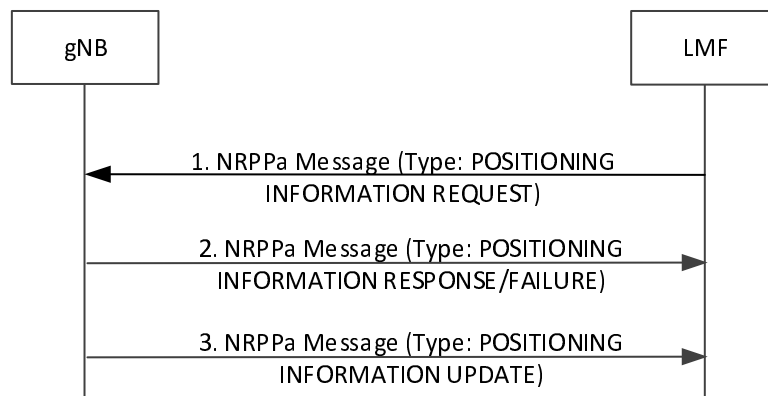 gNB
LMF
1. NRPPa Message (Type: POSITIONING
INFORMATION REQUEST)
2. NRPPa Message (Type: POSITIONING
INFORMATION RESPONSE/FAILURE)
3. NRPPa Message (Type: POSITIONING
INFORMATION UPDATE)